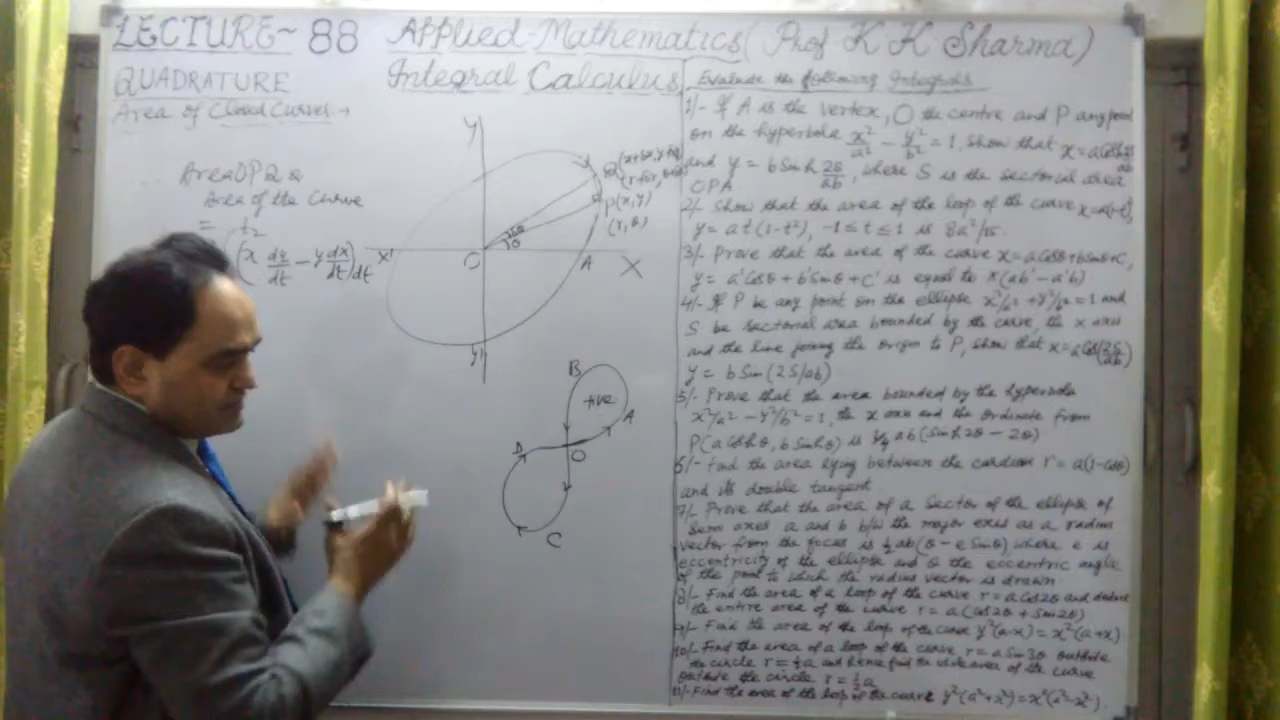 LECTURE~88 Applied-Mathematics (Prof K K Sharma)
QUADRATURE
Integral Calculus
Area of Closed Curves→
Area OPQ &
Area of the Curve
= t2
(x dy/dt - y dx/dt) dt
Y
Q (x+δx, y+δy)
P(x,y)
(r,θ)
δθ
θ
X'
O
A
X
y'
B
+tive
A
D
O
C
Evaluate the following Integrals
1/- If A is the vertex, O the centre and P any point
on the hyperbola x²/a² - y²/b² = 1, Show that x = a Cosh 2S/ab
and y = b Sinh 2S/ab, where S is the sectorial area
OPA
2/- Show that the area of the loop of the curve x = a(1-t²),
y = at(1-t²), -1≤t≤1 is 8a²/15.
3/- Prove that the area of the curve x = a Cosθ + b Sinθ + C,
y = a' Cosθ + b' Sinθ + C' is equal to π(ab' - a'b)
4/- If P be any point on the ellipse x²/a² + y²/b² = 1 and
S be sectorial area bounded by the curve, the x axis
and the line joining the origin to P, show that x = a Cos(2S/ab)
y = b Sin (2S/ab)
5/- Prove that the area bounded by the hyperbola
x²/a² - y²/b² = 1, the x axis and the ordinate from
P(a Coshθ, b Sinhθ) is 1/4 ab (Sinh 2θ - 2θ)
6/- Find the area lying between the cardioid r = a(1-Cosθ)
and its double tangent
7/- Prove that the area of a Sector of the ellipse of
Semi axes a and b b/w the major axis as a radius
vector from the focus is ½ab(θ - e Sinθ), where e is
eccentricity of the ellipse and θ the eccentric angle
of the point to which the radius vector is drawn
8/- Find the area of a loop of the curve r = a Cos2θ and deduce
the entire area of the curve r = a (Cos2θ + Sin2θ)
9/- Find the area of the loop of the curve y²(a-x) = x²(a+x)
10/- Find the area of a loop of the curve r = a Sin3θ outside
the circle r = ½a and hence find the whole area of the curve
outside the circle r = ½a
11/- Find the area of the loop of the curve y²(a²+x²) = x²(a²-x²).